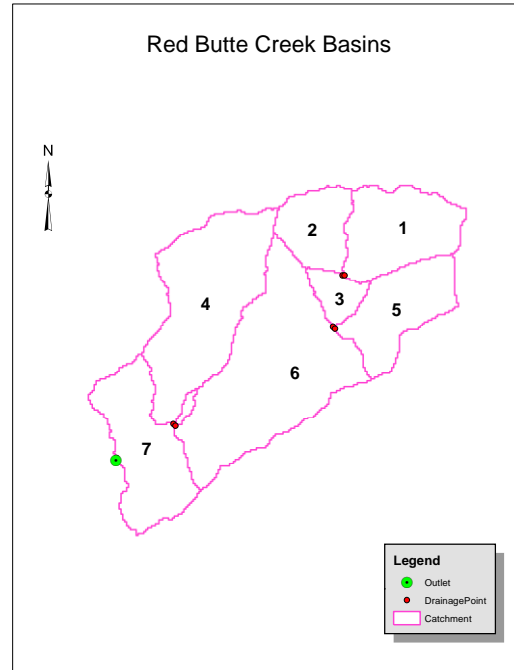 Red Butte Creek Basins
N
2
1
3
4
5
6
7
Legend
Outlet
DrainagePoint
Catchment